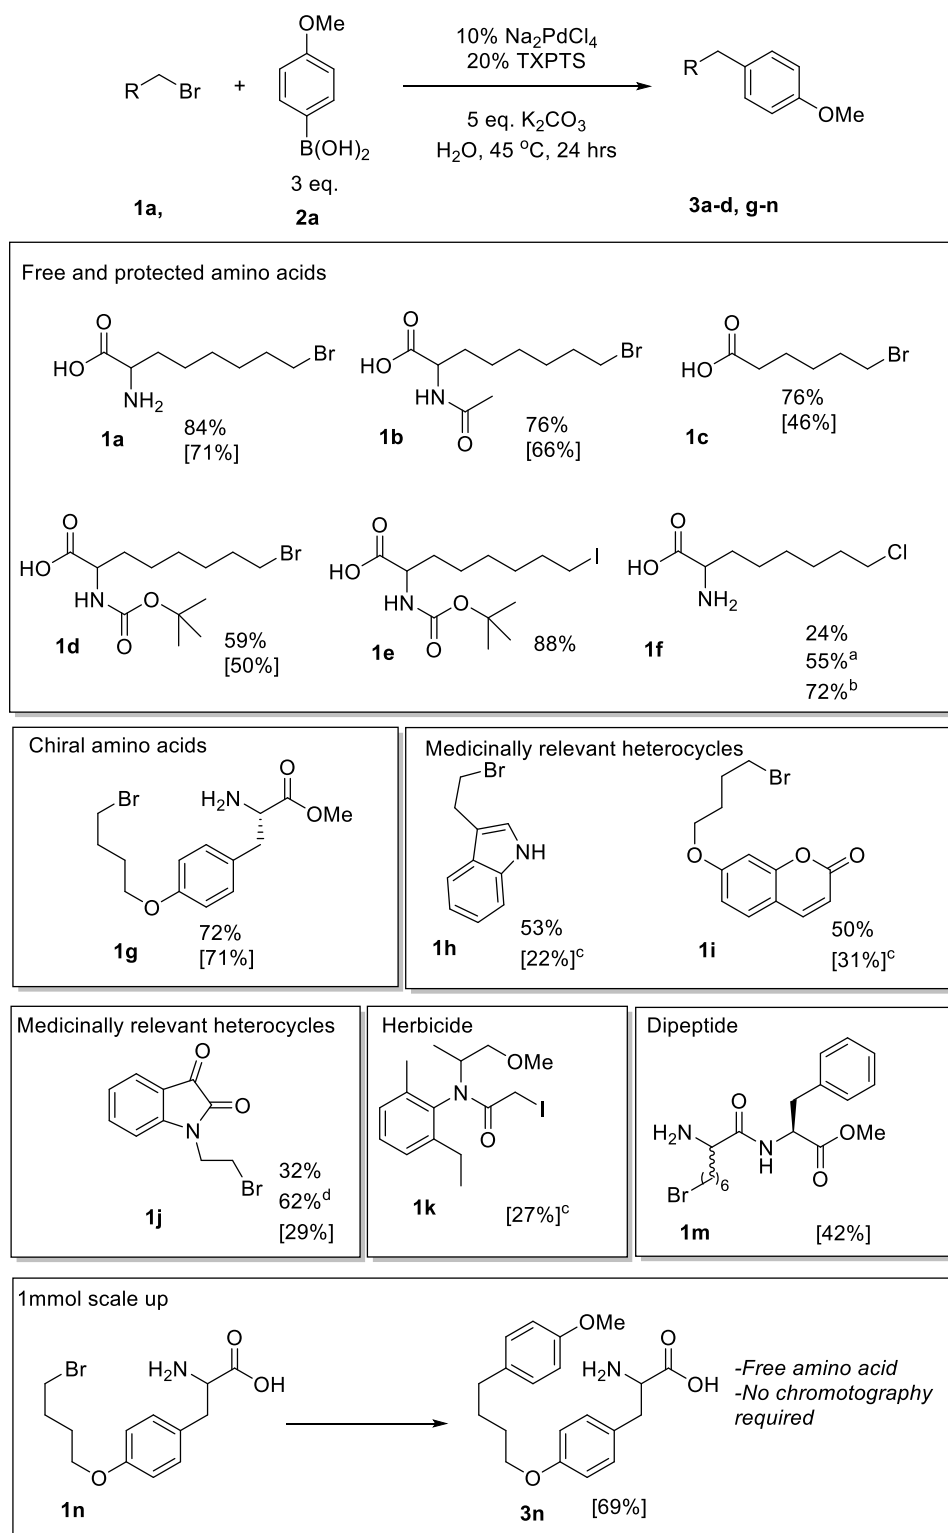 OMe
10% Na₂PdCl₄
20% TXPTS
R Br + B(OH)₂ R OMe
5 eq. K₂CO₃
H₂O, 45 °C, 24 hrs
3 eq.
1a, 2a 3a-d, g-n
Free and protected amino acids
O HO NH₂ Br
84%
[71%]
1a
O HO HN O Br
76%
[66%]
1b
O HO Br
76%
[46%]
1c
O HO HN O O Br
59%
[50%]
1d
O HO HN O O I
88%
1e
O HO NH₂ Cl
24%
55%ᵃ
72%ᵇ
1f
Chiral amino acids
Br H₂N O OMe O
72%
[71%]
1g
Medicinally relevant heterocycles
Br NH
53%
[22%]ᶜ
1h
Br O O O
50%
[31%]ᶜ
1i
Medicinally relevant heterocycles
O O N Br
32%
62%ᵈ
[29%]
1j
Herbicide
OMe N O I
1k
[27%]ᶜ
Dipeptide
H₂N O N H OMe O Br 6
1m
[42%]
1mmol scale up
Br H₂N O OH O
1n
OMe H₂N O OH O
3n [69%]
-Free amino acid
-No chromotography
required